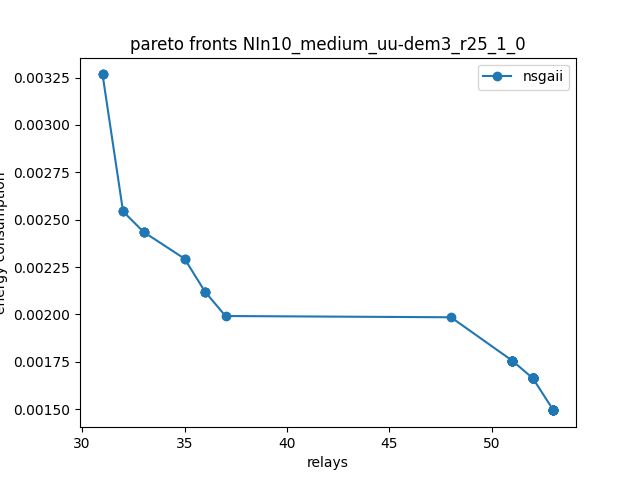 pareto fronts NIn10_medium_uu-dem3_r25_1_0
nsgaii
0.00325
0.00300
0.00275
0.00250
0.00225
0.00200
0.00175
0.00150
energy consumption
30 35 40 45 50
relays